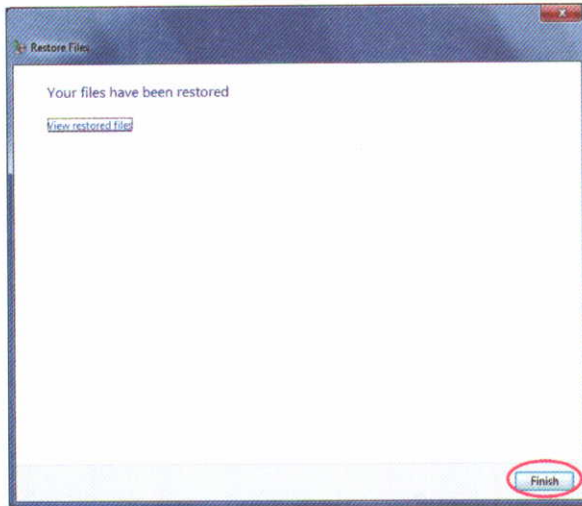 Restore Files
Your files have been restored
View restored files
Finish